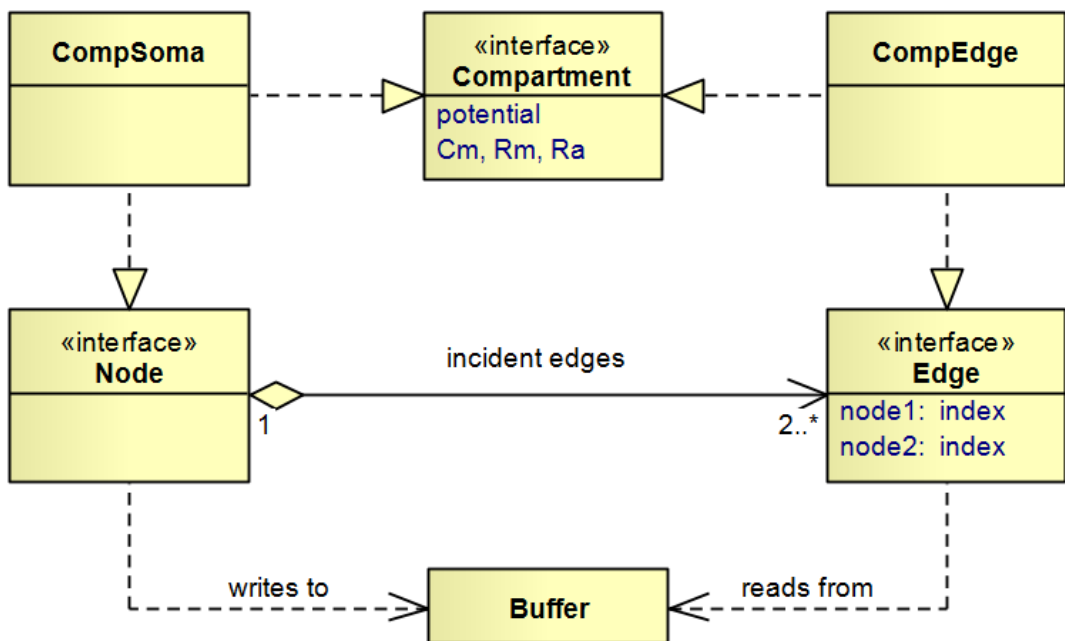 CompSoma
«interface»
Compartment
potential
Cm, Rm, Ra
CompEdge
«interface»
Node
incident edges
1
2..*
«interface»
Edge
node1: index
node2: index
writes to
Buffer
reads from